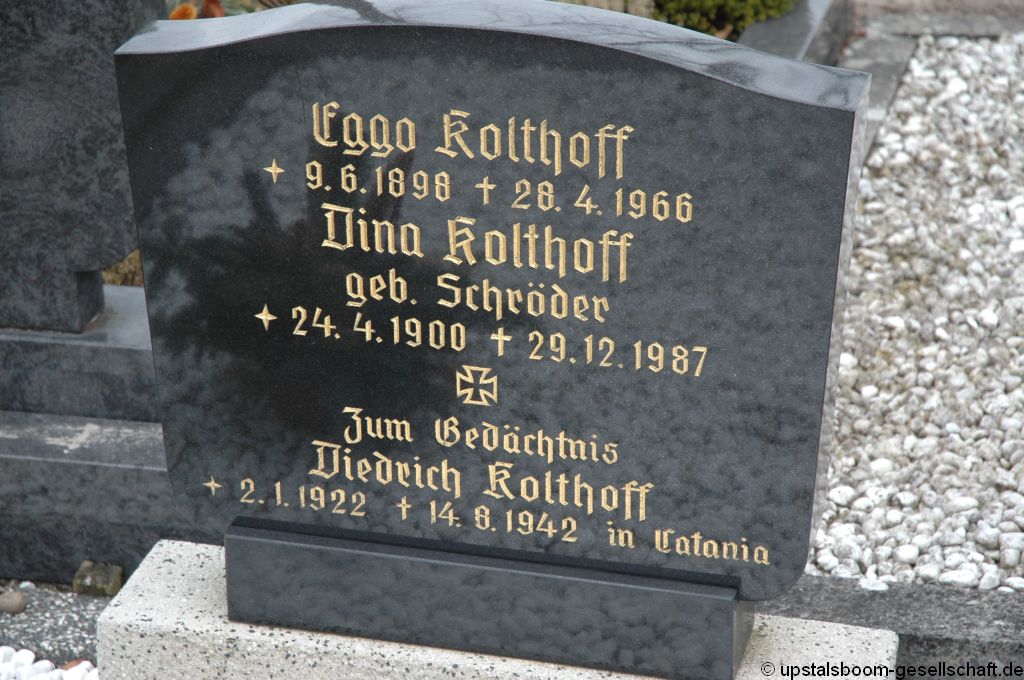 Eggo Kolthoff
9.6.1898 † 28.4.1966
Dina Kolthoff
geb. Schröder
24.4.1900 † 29.12.1987
Zum Gedächtnis
Diedrich Kolthoff
2.1.1922 † 14.8.1942 in Catania
© upstalsboom-gesellschaft.de